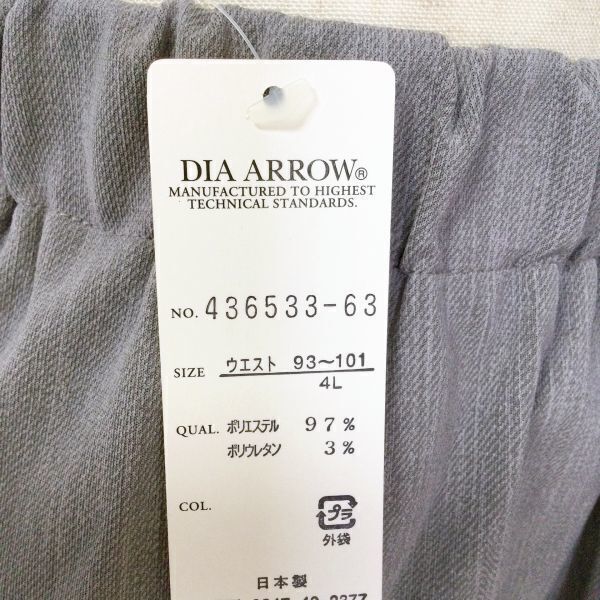 DIA ARROW®
MANUFACTURED TO HIGHEST
TECHNICAL STANDARDS.
NO. 436533-63
SIZE ウエスト 93〜101
4L
QUAL. ポリエステル 97%
ポリウレタン 3%
COL.
プラ
外袋
日本製